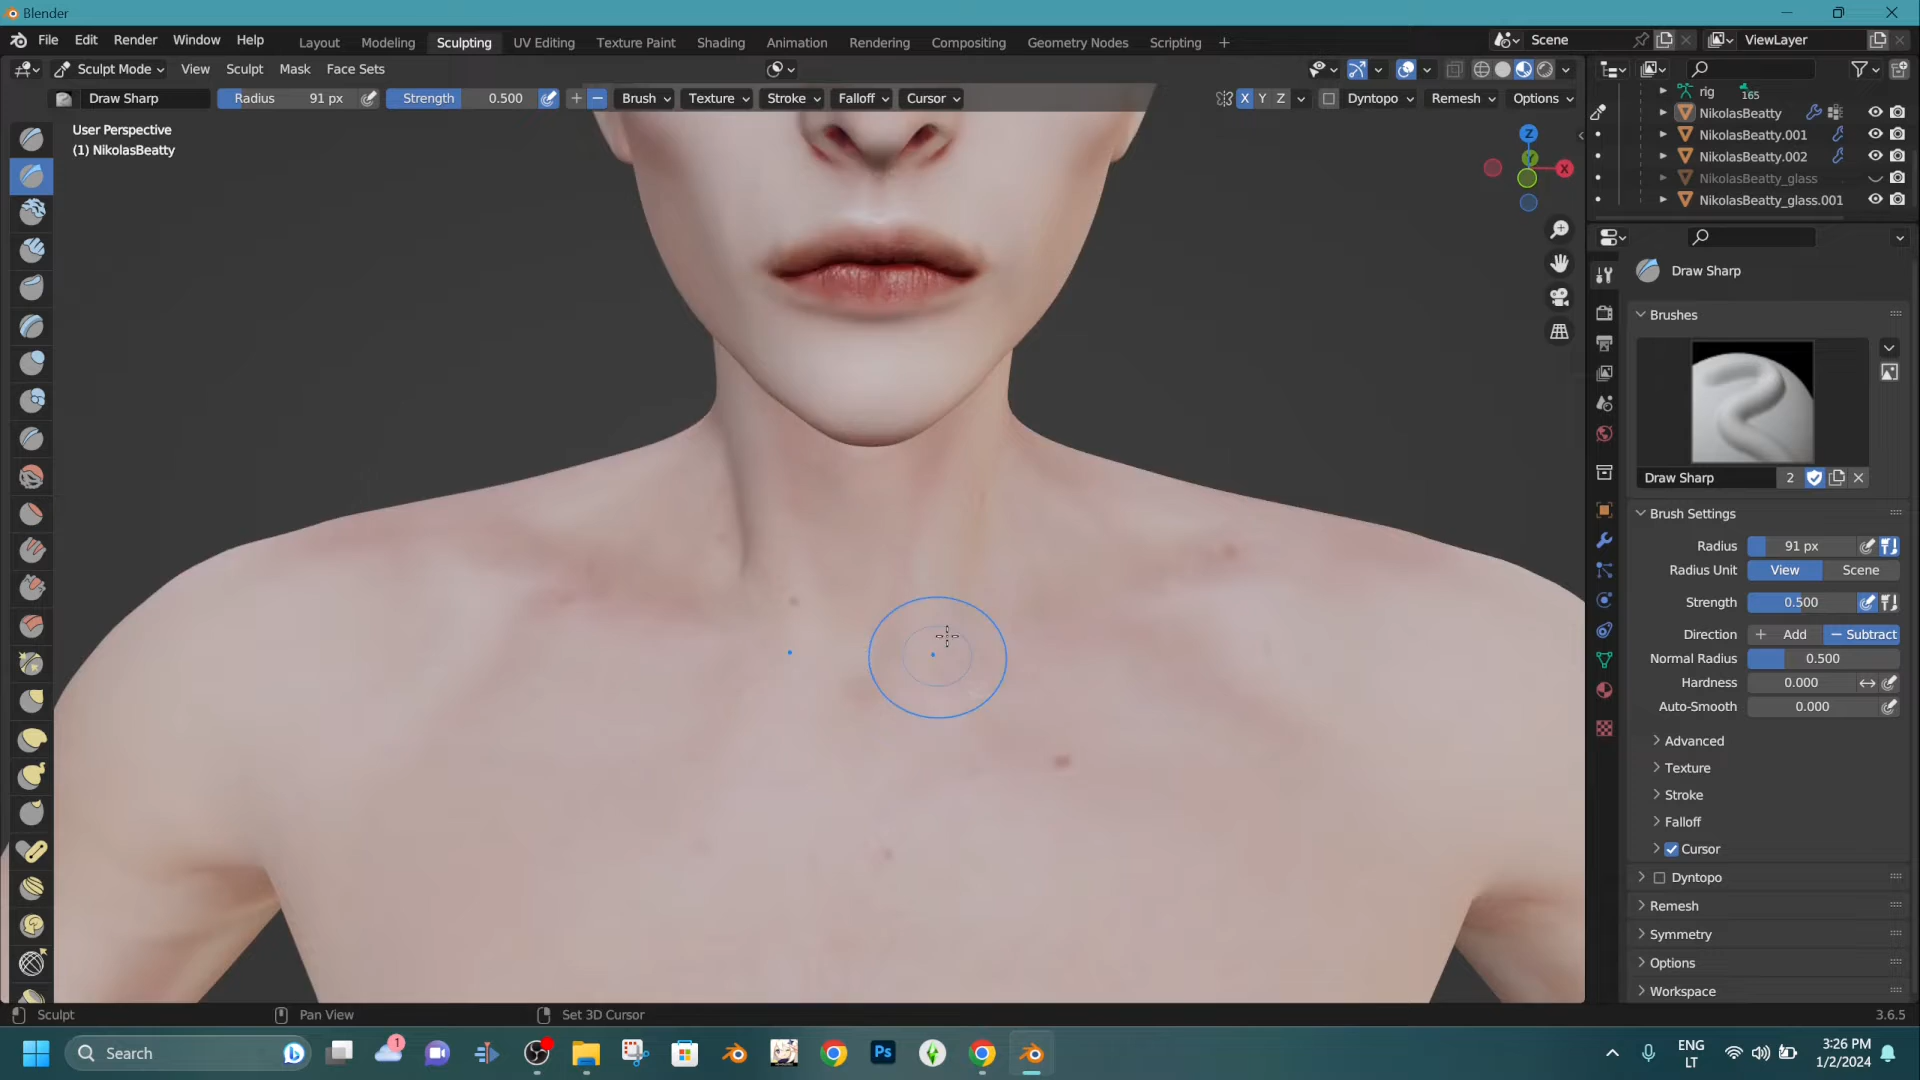 Blender
File Edit Render Window Help
Layout Modeling Sculpting UV Editing Texture Paint Shading Animation Rendering Compositing Geometry Nodes Scripting
Scene
ViewLayer
Sculpt Mode View Sculpt Mask Face Sets
Draw Sharp Radius 91 px Strength 0.500 Brush Texture Stroke Falloff Cursor
X Y Z Dyntopo Remesh Options
User Perspective
(1) NikolasBeatty
Z
Y
X
rig 165
NikolasBeatty
NikolasBeatty.001
NikolasBeatty.002
NikolasBeatty_glass
NikolasBeatty_glass.001
Draw Sharp
Brushes
Draw Sharp 2
Brush Settings
Radius 91 px
Radius Unit View Scene
Strength 0.500
Direction Add Subtract
Normal Radius 0.500
Hardness 0.000
Auto-Smooth 0.000
Advanced
Texture
Stroke
Falloff
Cursor
Dyntopo
Remesh
Symmetry
Options
Workspace
Sculpt Pan View Set 3D Cursor 3.6.5
Search
1
Ps
ENG
LT
3:26 PM
1/2/2024